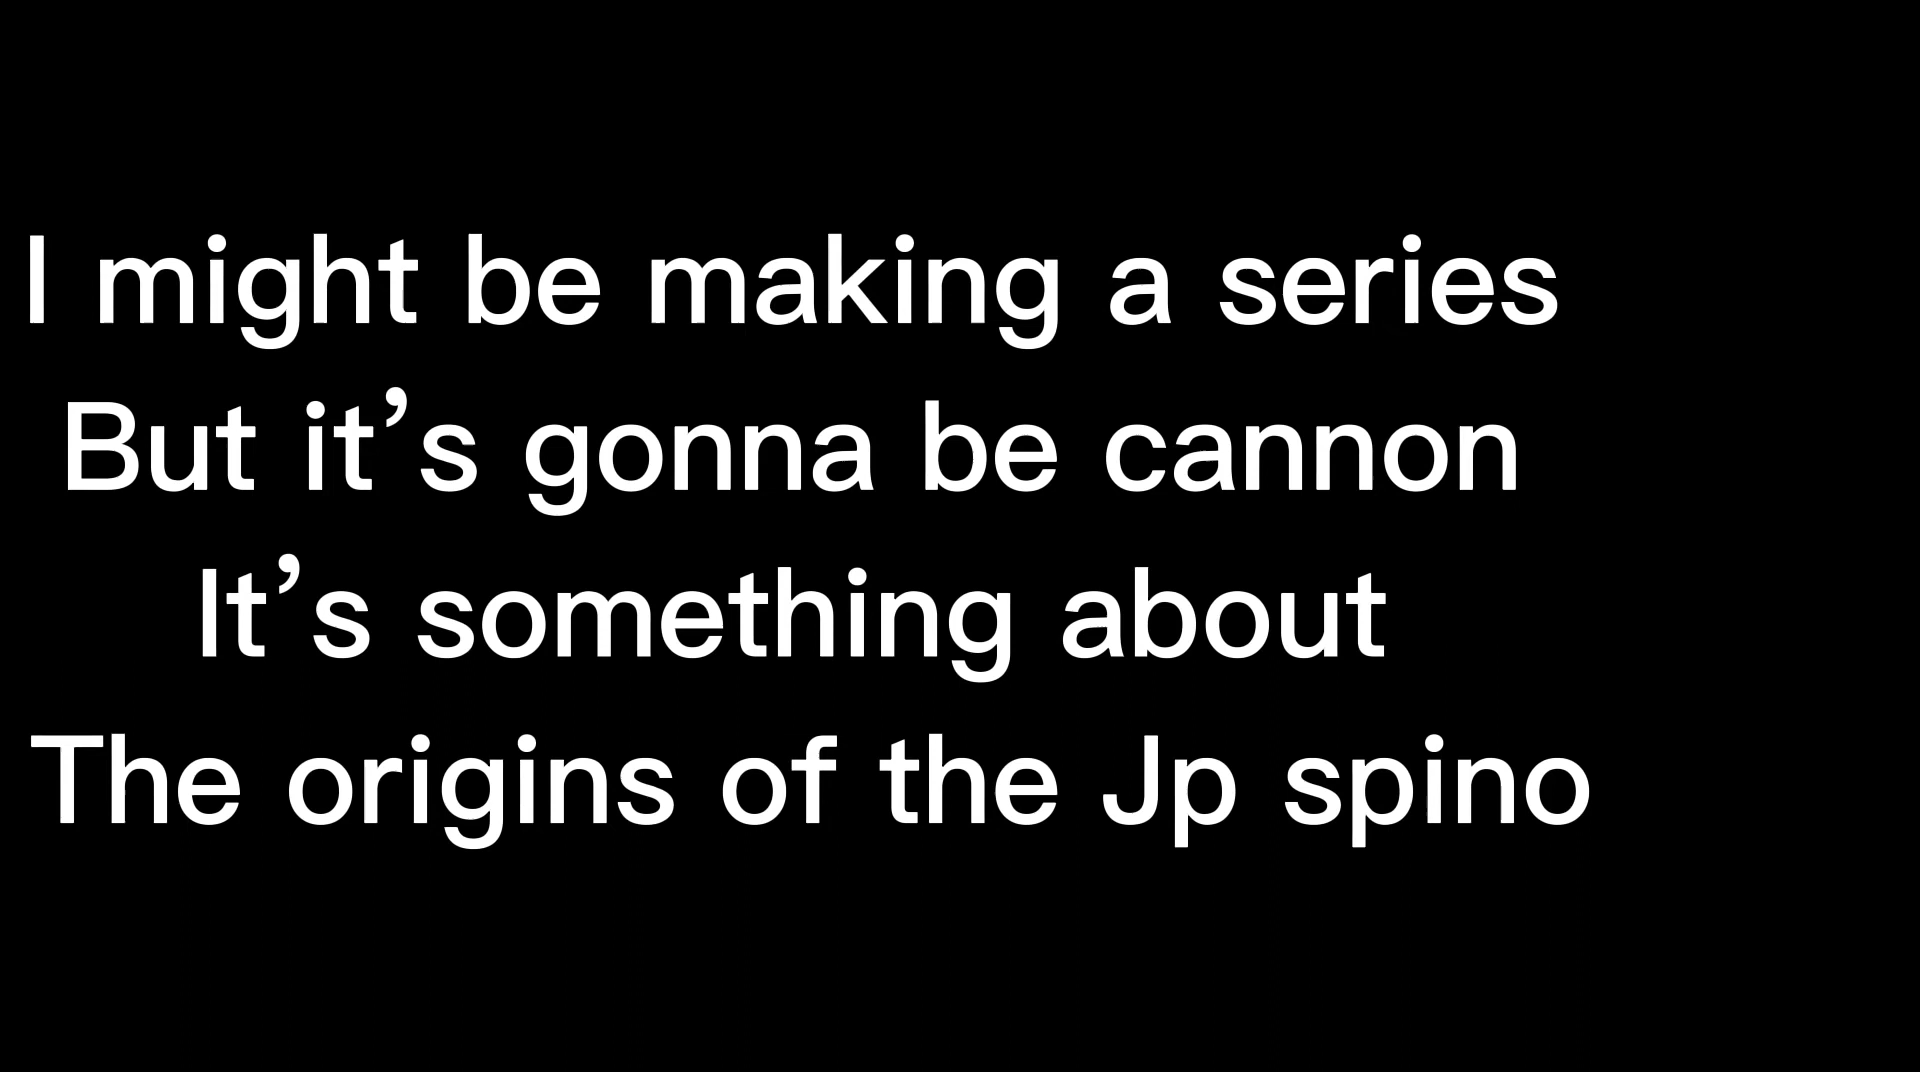 I might be making a series
But it’s gonna be cannon
It’s something about
The origins of the Jp spino